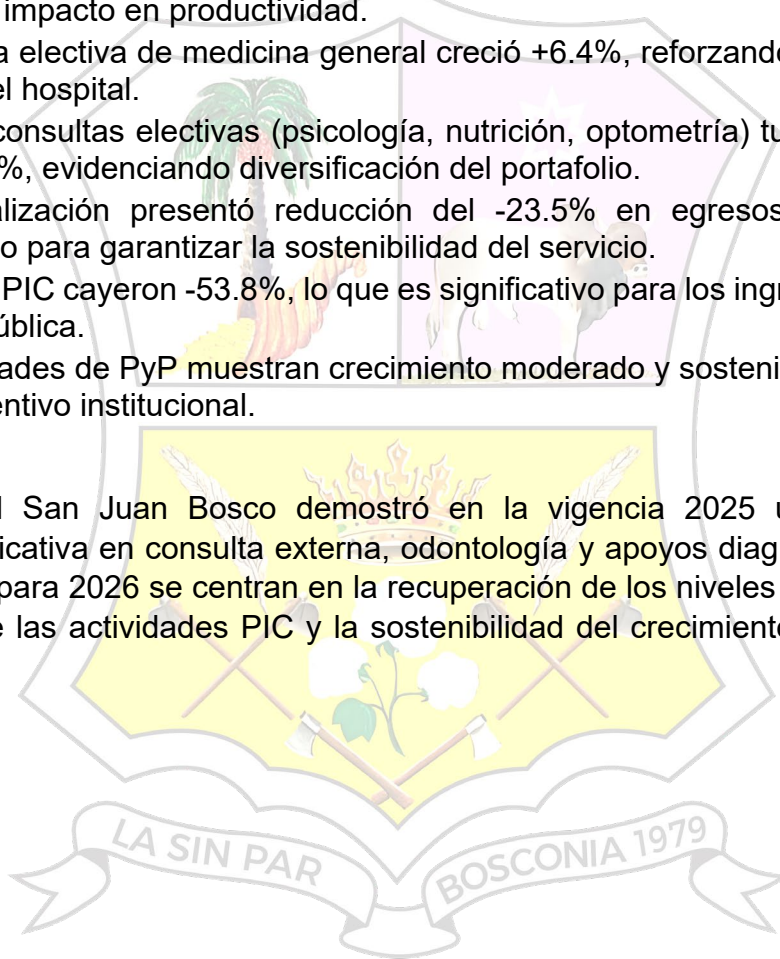 impacto en productividad.
a electiva de medicina general creció +6.4%, reforzando
el hospital.
consultas electivas (psicología, nutrición, optometría) tu
%, evidenciando diversificación del portafolio.
alización presentó reducción del -23.5% en egresos
o para garantizar la sostenibilidad del servicio.
PIC cayeron -53.8%, lo que es significativo para los ingr
ública.
ades de PyP muestran crecimiento moderado y sosteni
entivo institucional.
l San Juan Bosco demostró en la vigencia 2025 u
icativa en consulta externa, odontología y apoyos diag
para 2026 se centran en la recuperación de los niveles
e las actividades PIC y la sostenibilidad del crecimiento
LA SIN PAR
BOSCONIA 1979